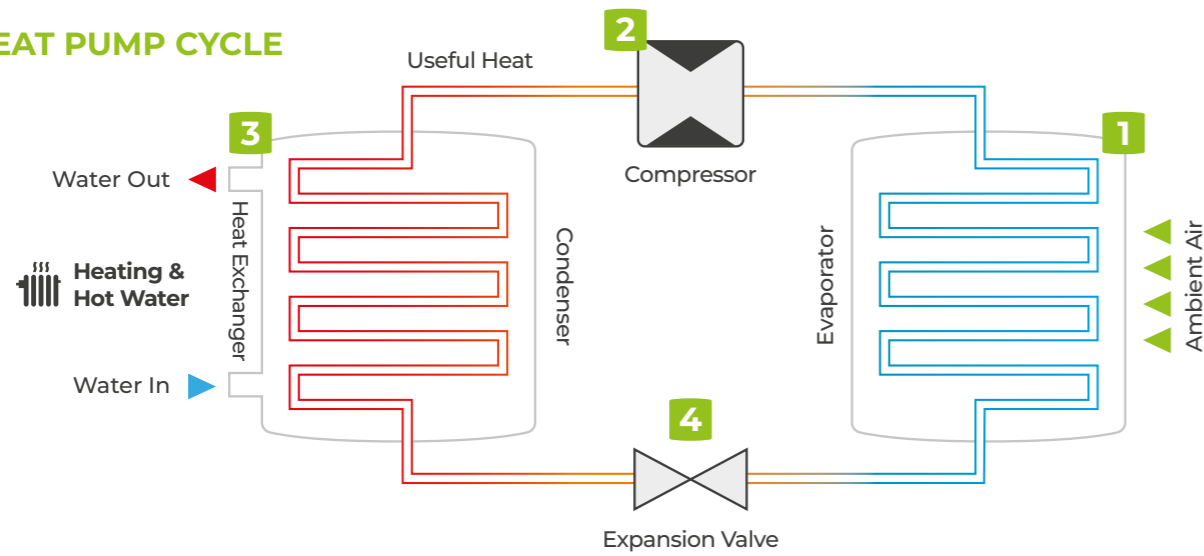 EAT PUMP CYCLE
2
Useful Heat
3
1
Compressor
Water Out
Heat Exchanger
Condenser
Evaporator
Ambient Air
Heating &
Hot Water
Water In
4
Expansion Valve